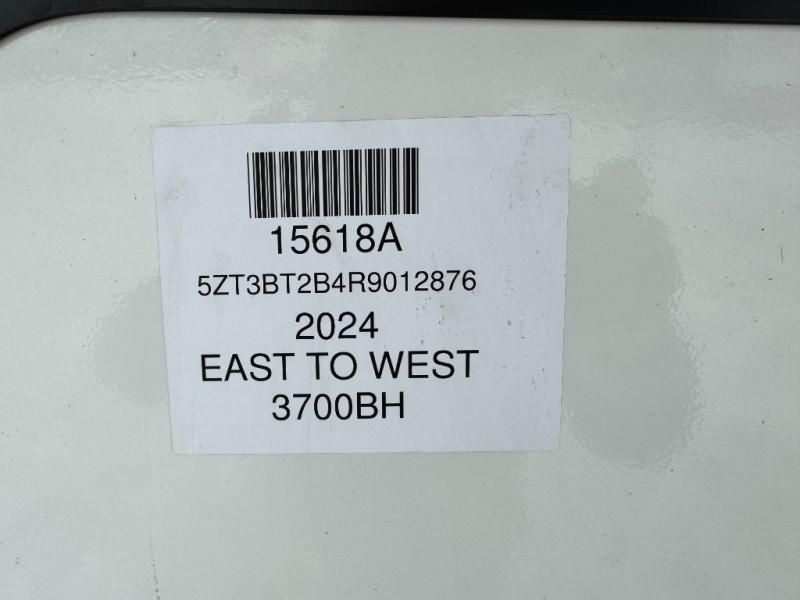 15618A
5ZT3BT2B4R9012876
2024
EAST TO WEST
3700BH